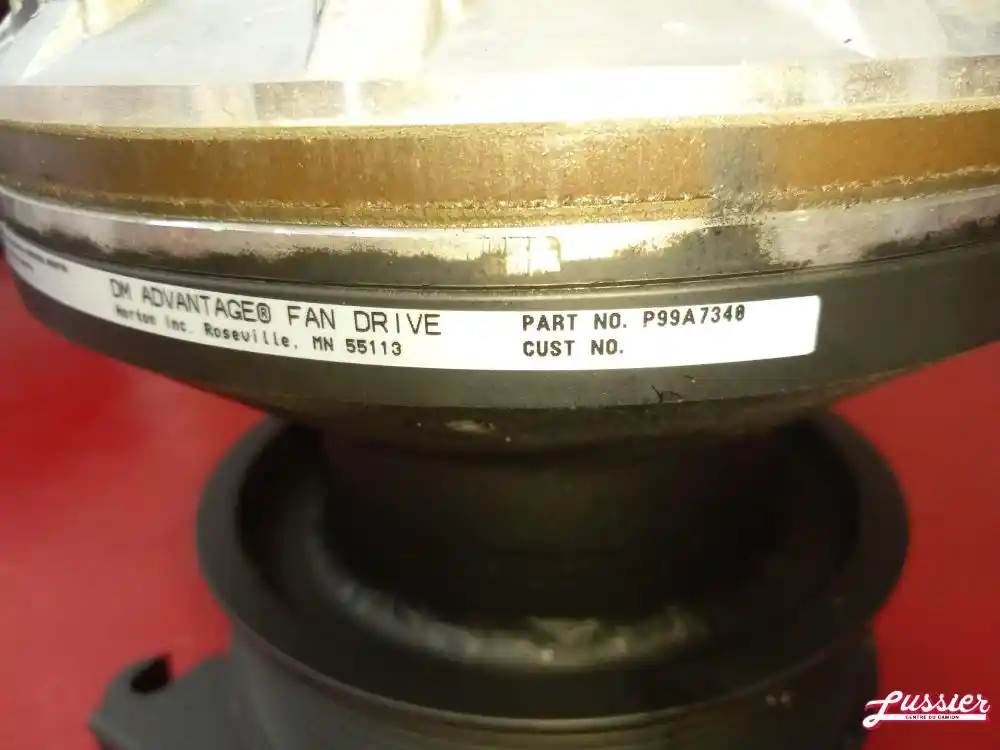 DM ADVANTAGE® FAN DRIVE
Horton Inc. Roseville, MN 55113
PART NO. P99A7340
CUST NO.
Lussier
CENTRE DU CAMION